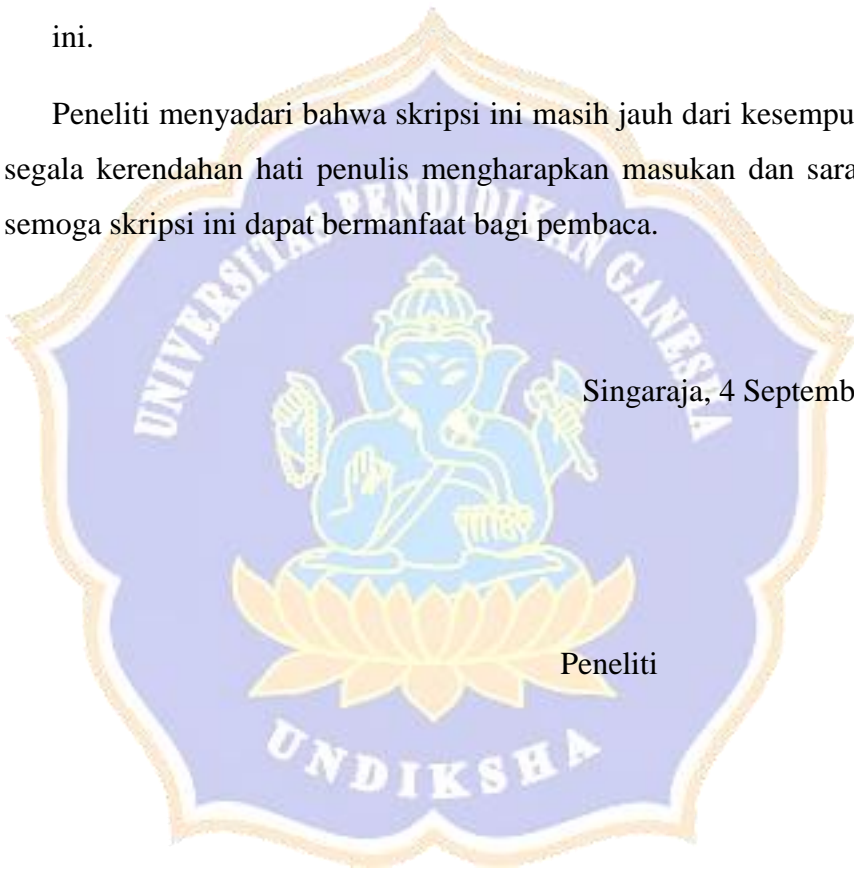 ini.
Peneliti menyadari bahwa skripsi ini masih jauh dari kesempu
segala kerendahan hati penulis mengharapkan masukan dan sara
semoga skripsi ini dapat bermanfaat bagi pembaca.
UNIVERSITAS PENDIDIKAN GANESHA
Singaraja, 4 Septemb
Peneliti
UNDIKSHA